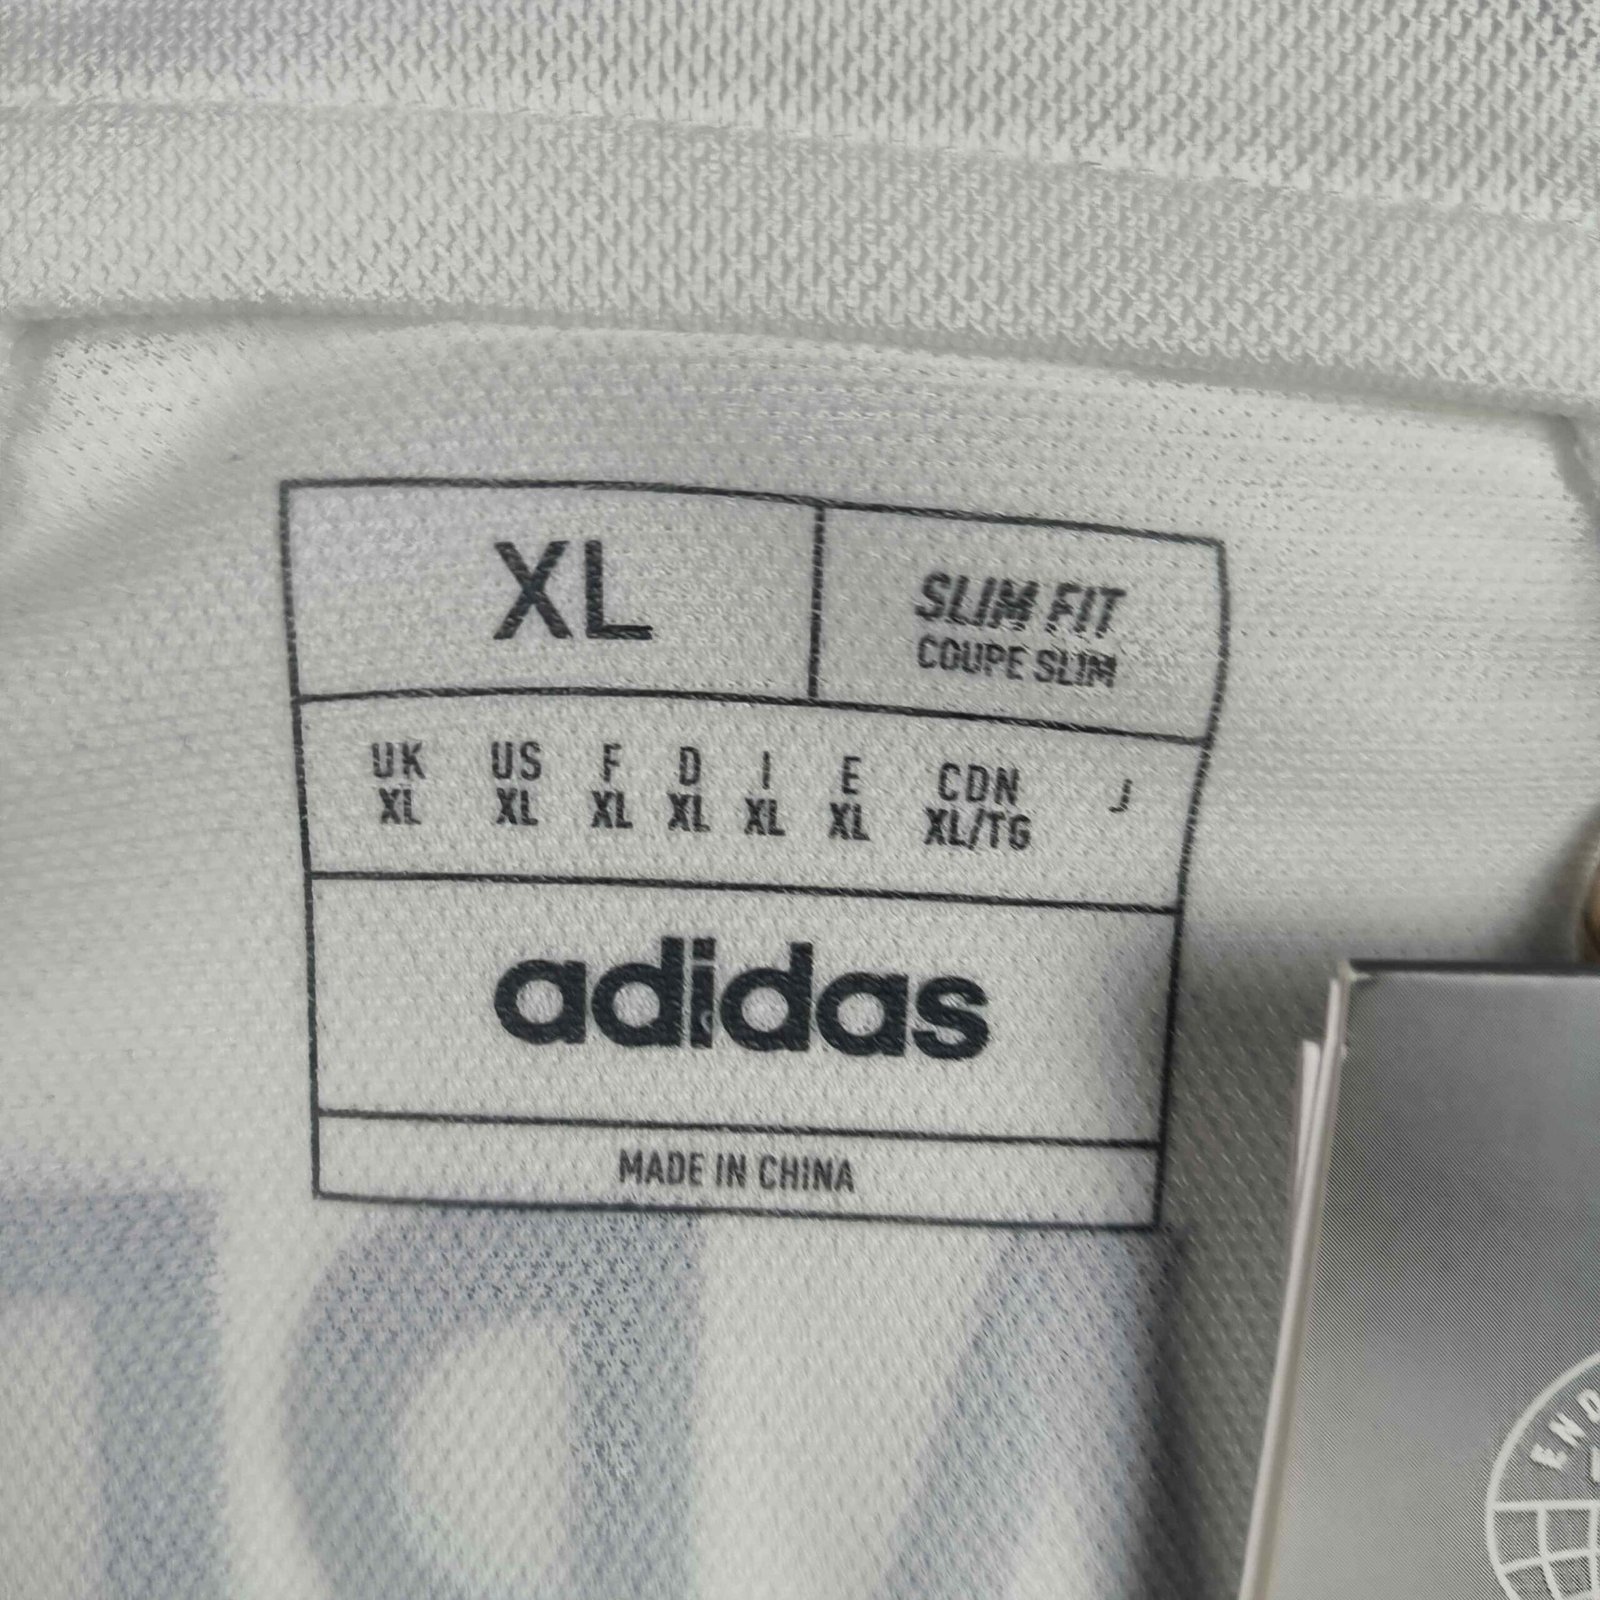 XL
SLIM FIT
COUPE SLIM
UK US F D I E CDN J
XL XL XL XL XL XL XL/TG
adidas
MADE IN CHINA